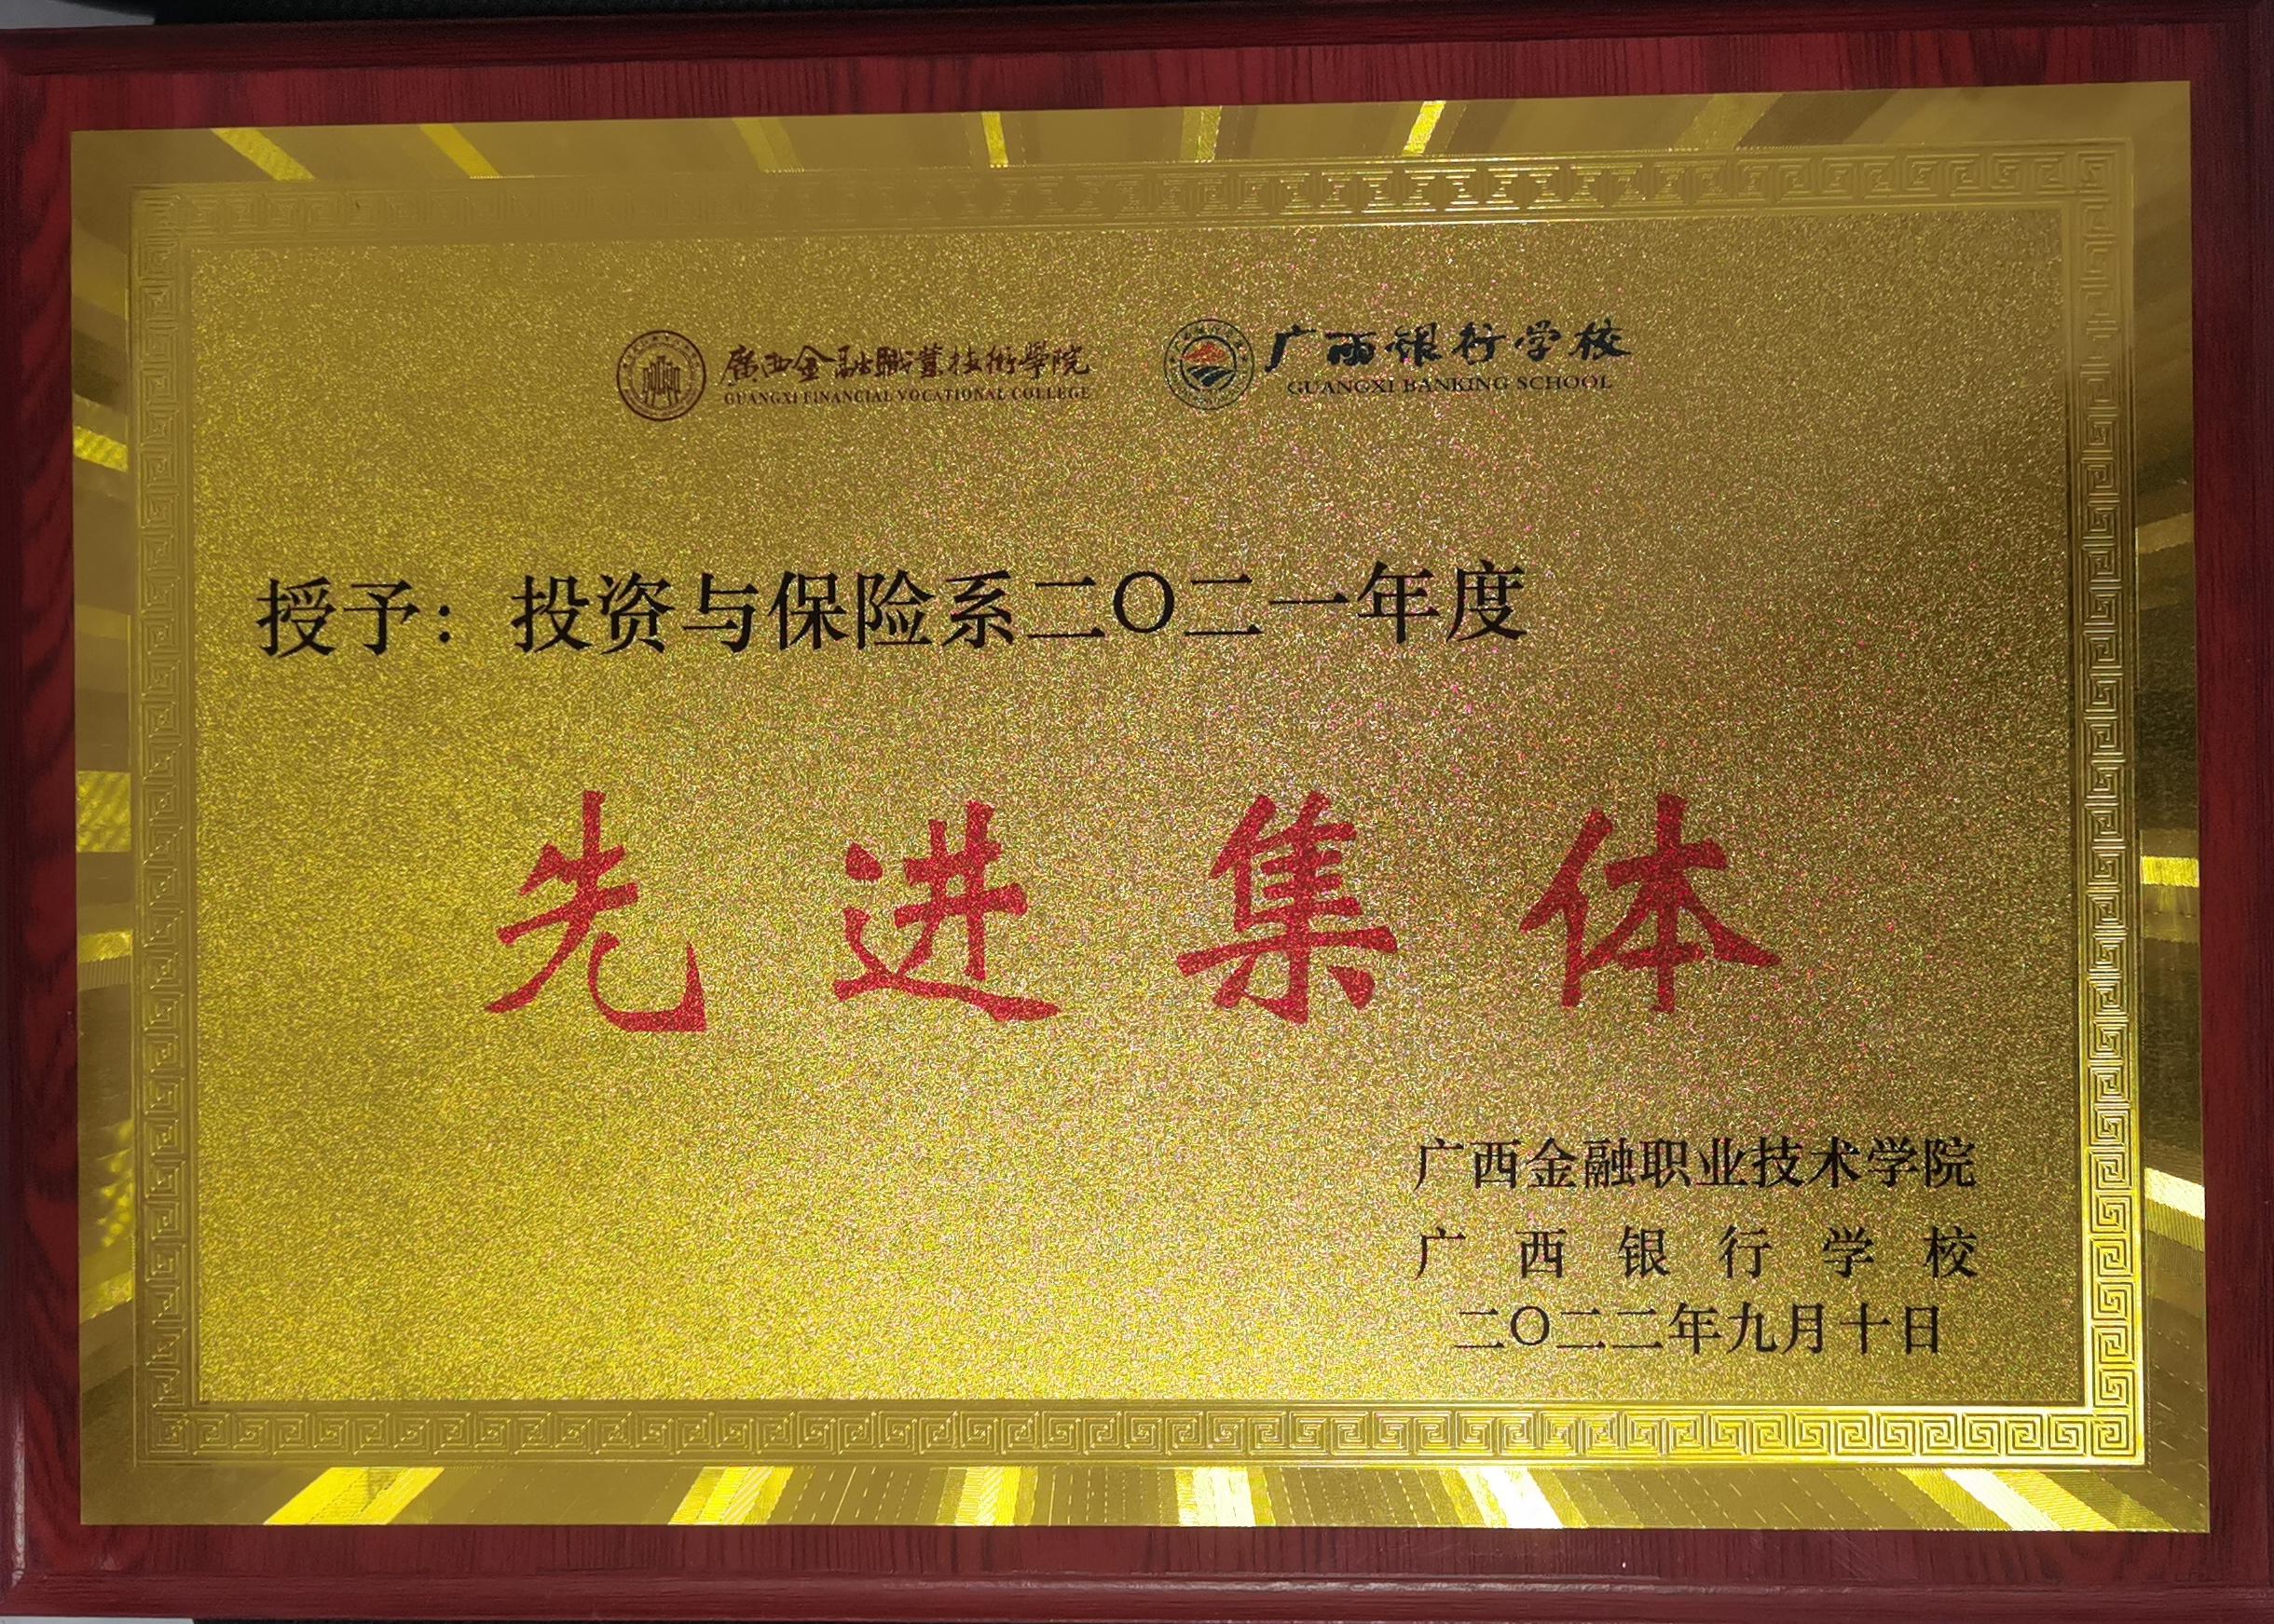 廣西金融職業技術學院
GUANGXI FINANCIAL VOCATIONAL COLLEGE
广西银行学校
GUANGXI BANKING SCHOOL
授予：投资与保险系二〇二一年度
先进集体
广西金融职业技术学院
广西银行学校
二〇二二年九月十日